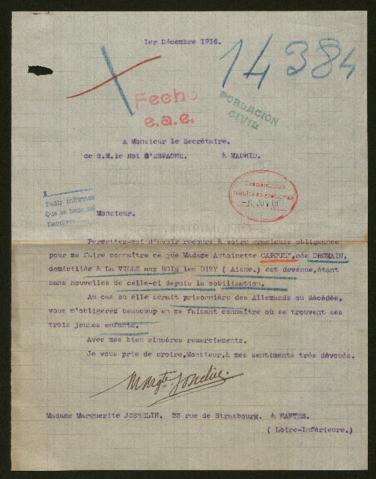 1er Décembre 1916.
14384
Fecho
e.a.e.
POBLACION
CIVIL
A Monsieur le Secrétaire.
de S.M.le Roi D'ESPAGNE. à MADRID.
Monsieur.
Permettez-moi d'avoir recours à votre gracieuse obligeance
pour me faire connaître ce que Madame Antoinette née
domiciliée à LA VILLE aux BOIS les DIZY (Aisne.) est devenue, étant
sans nouvelles de celle-ci depuis la mobilisation.
Au cas où elle serait prisonnière des Allemands ou décédée,
vous m'obligerez beaucoup en me faisant connaître où se trouvent ses
trois jeunes enfants.
Avec mes bien sincères remerciements.
Je vous prie de croire, Monsieur, à mes sentiments très dévoués.
Margte Josselin.
Madame Marguerite JOSSELIN. 33 rue de Strasbourg. à NANTES.
( Loire-Inférieure.)